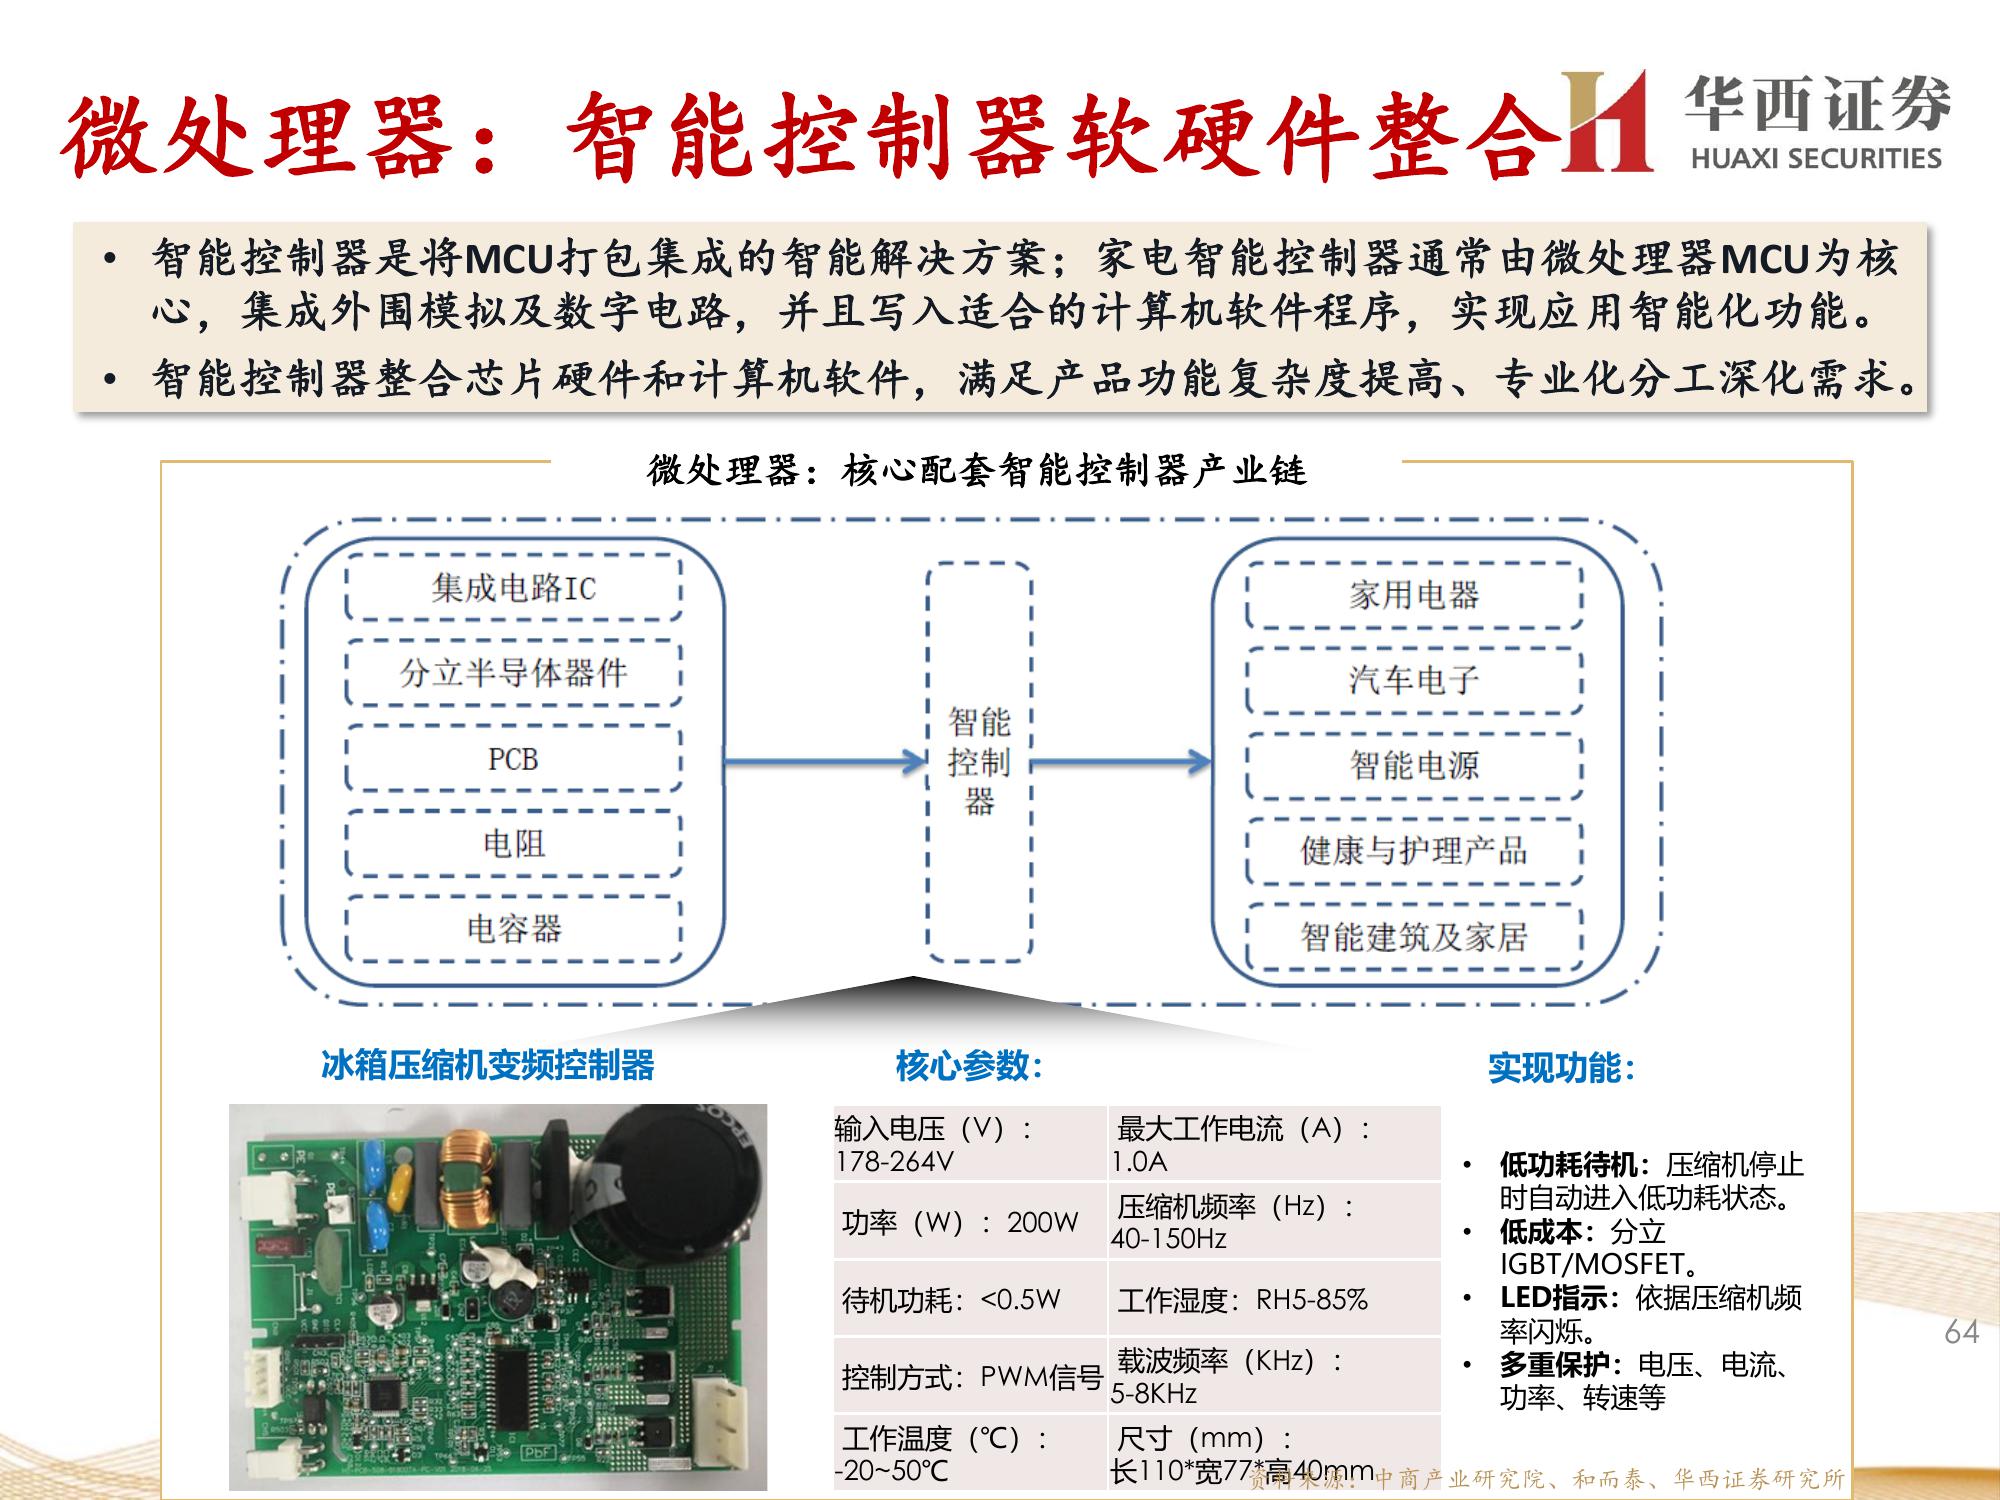 微处理器：智能控制器软硬件整合
华西证券
HUAXI SECURITIES
• 智能控制器是将MCU打包集成的智能解决方案；家电智能控制器通常由微处理器MCU为核
心，集成外围模拟及数字电路，并且写入适合的计算机软件程序，实现应用智能化功能。
• 智能控制器整合芯片硬件和计算机软件，满足产品功能复杂度提高、专业化分工深化需求。
微处理器：核心配套智能控制器产业链
集成电路IC
分立半导体器件
PCB
电阻
电容器
智能
控制
器
家用电器
汽车电子
智能电源
健康与护理产品
智能建筑及家居
冰箱压缩机变频控制器
EPCOS
PbF
核心参数：
输入电压（V）：
178-264V
最大工作电流（A）：
1.0A
功率（W）：200W
压缩机频率（Hz）：
40-150Hz
待机功耗：<0.5W
工作湿度：RH5-85%
控制方式：PWM信号
载波频率（KHz）：
5-8KHz
工作温度（℃）：
-20~50℃
尺寸（mm）：
长110*宽77*高40mm
实现功能：
• 低功耗待机：压缩机停止
时自动进入低功耗状态。
• 低成本：分立
IGBT/MOSFET。
• LED指示：依据压缩机频
率闪烁。
• 多重保护：电压、电流、
功率、转速等
64
资料来源：中商产业研究院、和而泰、华西证券研究所